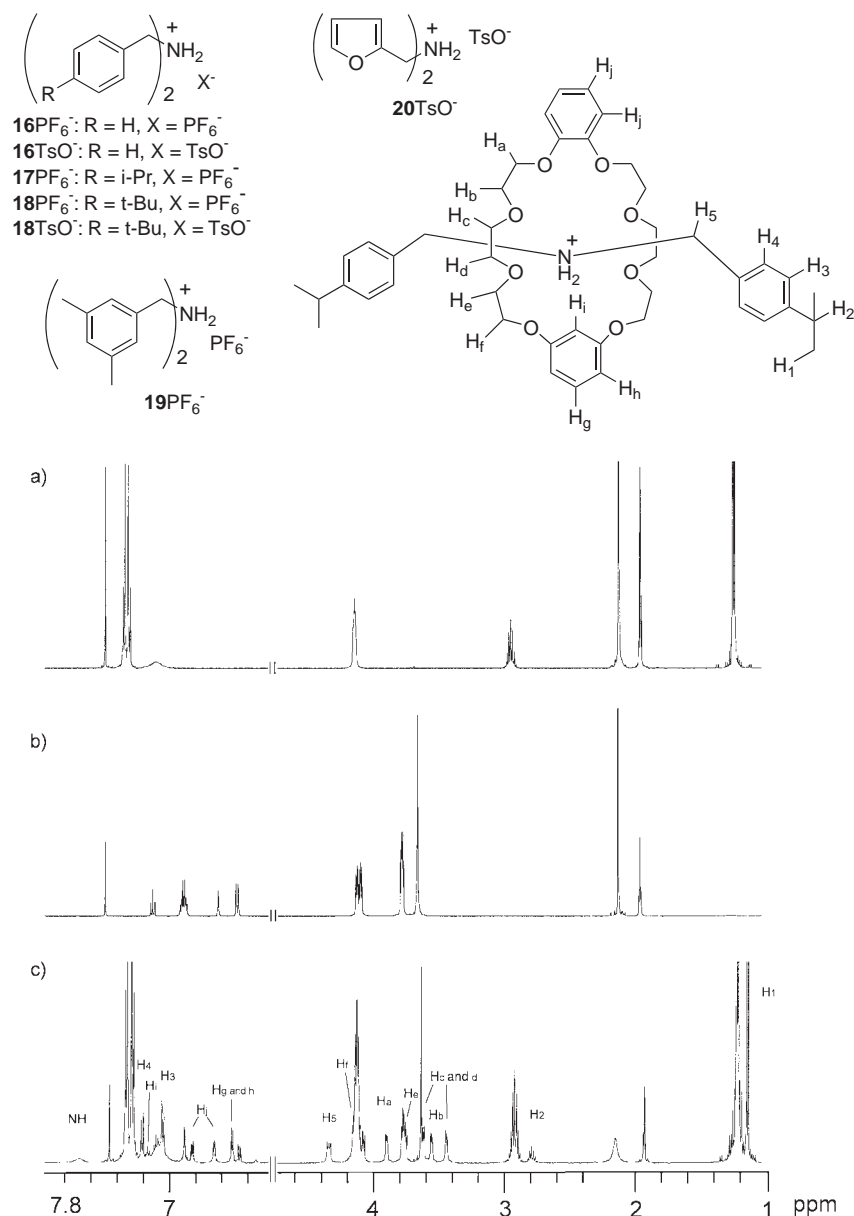 +
NH2
2
X-
R
16PF6-: R = H, X = PF6-
16TsO-: R = H, X = TsO-
17PF6-: R = i-Pr, X = PF6-
18PF6-: R = t-Bu, X = PF6-
18TsO-: R = t-Bu, X = TsO-
+
NH2
2
PF6-
19PF6-
O
+
NH2
2
TsO-
20TsO-
Hj
Hj
Ha
O
O
Hb
O
O
Hc
H5
+
N
H2
H4
Hd
O
O
H3
He
Hi
H2
Hf
O
O
H1
Hh
Hg
a)
b)
c)
NH
H4
Hi
H3
Hj
Hg and h
H5
Hf
Ha
He
Hc and d
Hb
H2
H1
7.8
7
4
3
2
1
ppm